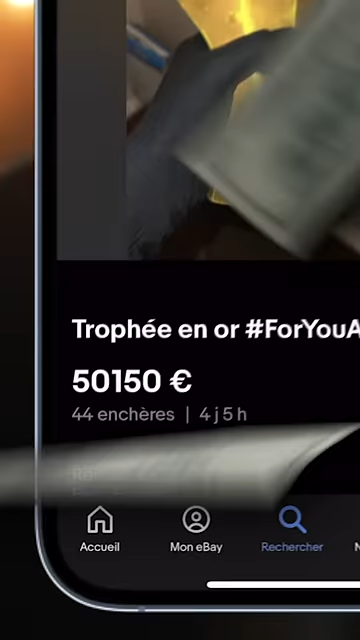 Trophée en or #ForYouA
50150 €
44 enchères | 4 j 5 h
Accueil
Mon eBay
Rechercher
N